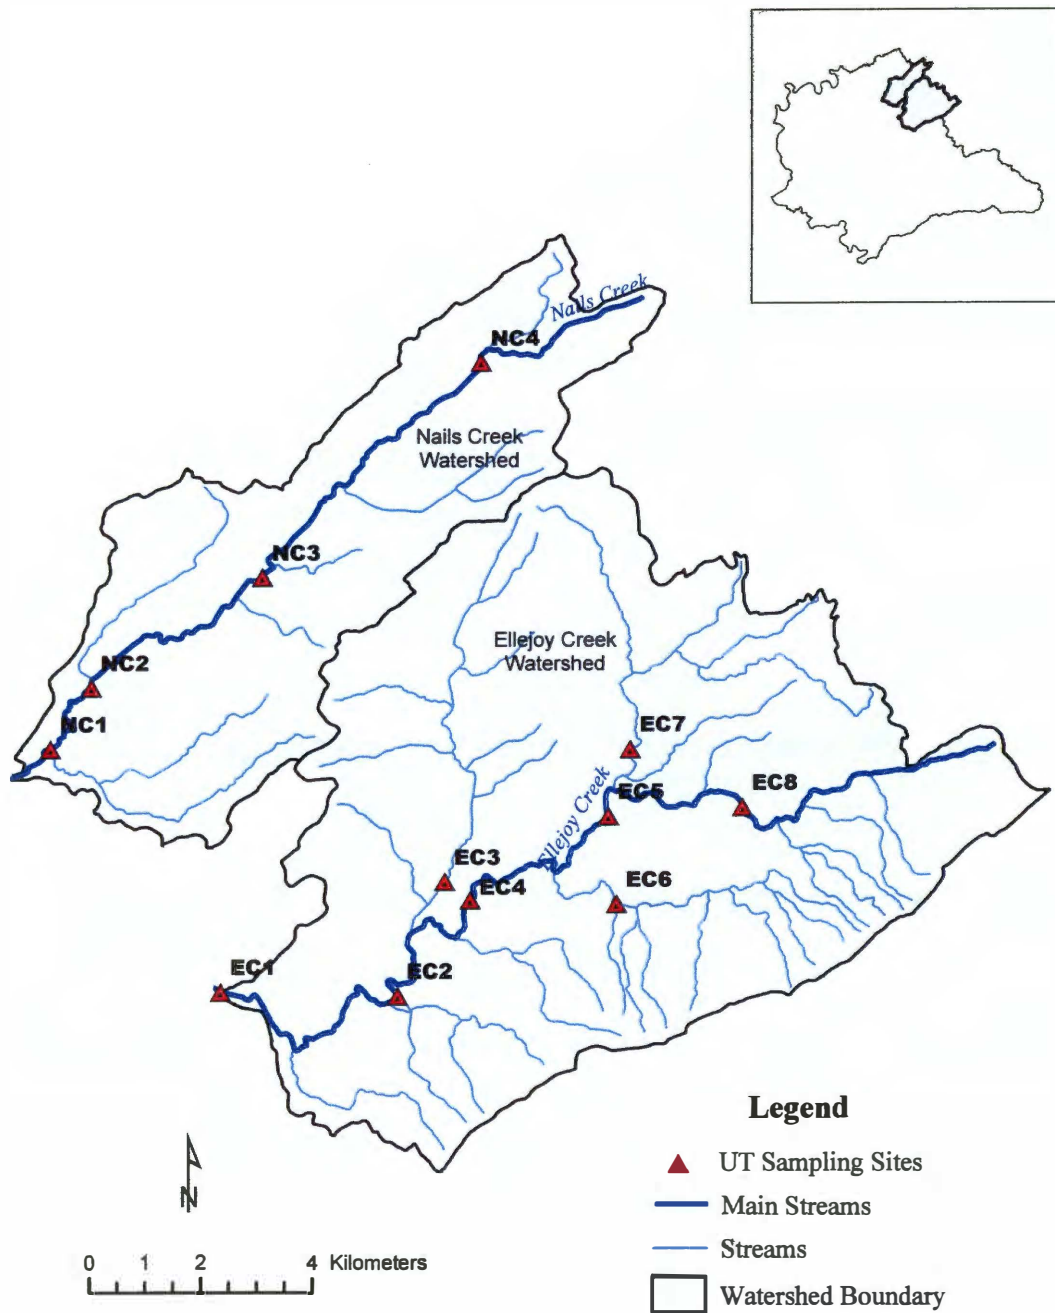 Nails Creek
NC4
Nails Creek
Watershed
NC3
Ellejoy Creek
Watershed
NC2
NC1
EC7
EC8
Ellejoy Creek
EC5
EC3
EC4
EC6
EC1
EC2
Legend
UT Sampling Sites
Main Streams
Streams
Watershed Boundary
N
0 1 2 4 Kilometers